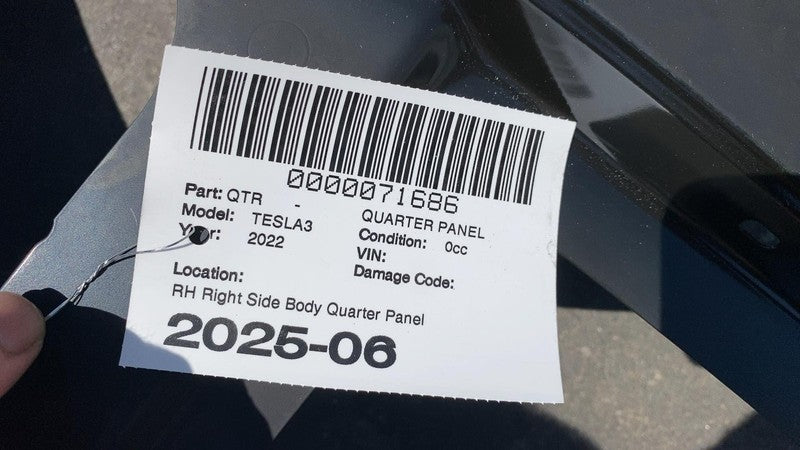 0000071686
Part: QTR - QUARTER PANEL
Model: TESLA3 Condition: 0cc
Year: 2022 VIN:
Damage Code:
Location:
RH Right Side Body Quarter Panel
2025-06